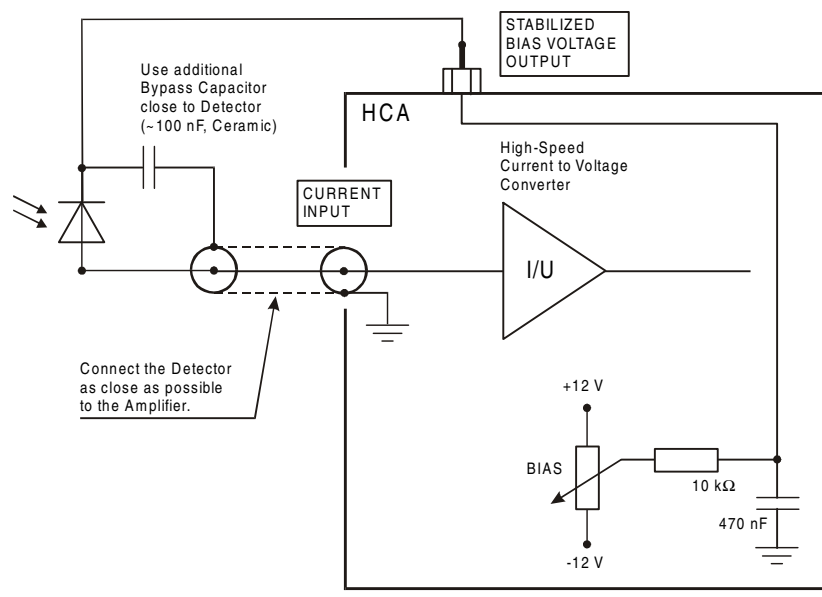 STABILIZED
BIAS VOLTAGE
OUTPUT
Use additional
Bypass Capacitor
close to Detector
(~100 nF, Ceramic)
HCA
High-Speed
Current to Voltage
Converter
CURRENT
INPUT
I/U
Connect the Detector
as close as possible
to the Amplifier.
+12 V
BIAS
10 kΩ
470 nF
-12 V